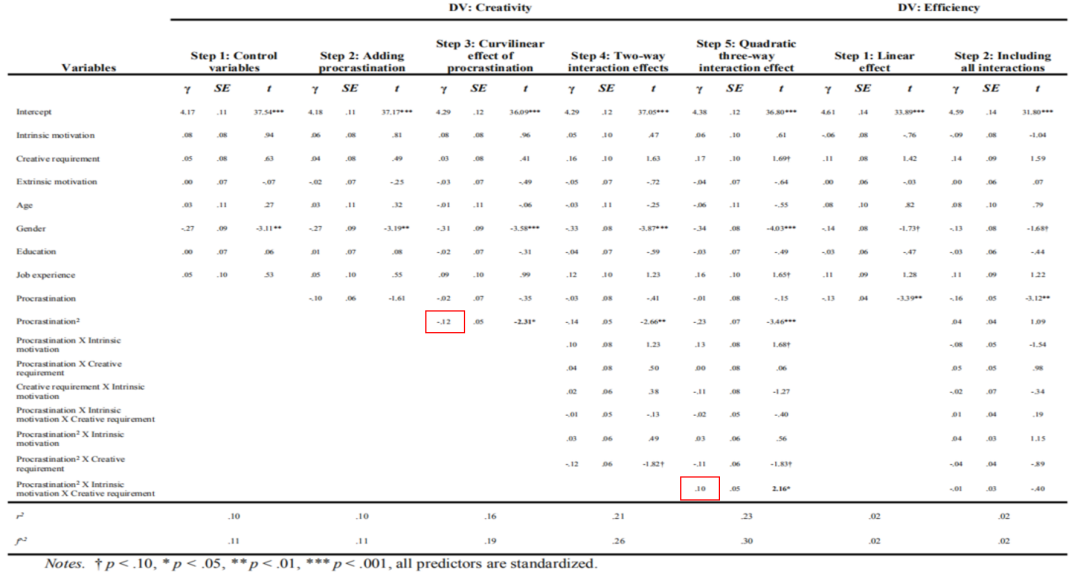 DV: Creativity DV: Efficiency
Variables Step 1: Control variables Step 2: Adding procrastination Step 3: Curvilinear effect of procrastination Step 4: Two-way interaction effects Step 5: Quadratic three-way interaction effect Step 1: Linear effect Step 2: Including all interactions
γ SE t γ SE t γ SE t γ SE t γ SE t γ SE t γ SE t
Intercept 4.17 .11 37.54*** 4.18 .11 37.17*** 4.29 .12 36.09*** 4.29 .12 37.05*** 4.38 .12 36.80*** 4.61 .14 33.89*** 4.59 .14 31.80***
Intrinsic motivation .08 .08 .94 .06 .08 .81 .08 .08 .96 .05 .10 .47 .06 .10 .61 -.06 .08 -.76 -.09 .08 -1.04
Creative requirement .05 .08 .63 .04 .08 .49 .03 .08 .41 .16 .10 1.63 .17 .10 1.69† .11 .08 1.42 .14 .09 1.59
Extrinsic motivation .00 .07 -.07 -.02 .07 -.25 -.03 .07 -.49 -.05 .07 -.72 -.04 .07 -.64 .00 .06 -.03 .00 .06 .07
Age .03 .11 .27 .03 .11 .32 -.01 .11 -.06 -.03 .11 -.25 -.06 .11 -.55 .08 .10 .82 .08 .10 .79
Gender -.27 .09 -3.11** -.27 .09 -3.19** -.31 .09 -3.58*** -.33 .08 -3.87*** -.34 .08 -4.03*** -.14 .08 -1.73† -.13 .08 -1.68†
Education .00 .07 .06 .01 .07 .08 -.02 .07 -.31 -.04 .07 -.59 -.03 .07 -.49 -.03 .06 -.47 -.03 .06 -.44
Job experience .05 .10 .53 .05 .10 .55 .09 .10 .99 .12 .10 1.23 .16 .10 1.65† .11 .09 1.28 .11 .09 1.22
Procrastination -.10 .06 -1.61 -.02 .07 -.35 -.03 .08 -.41 -.01 .08 -.15 -.13 .04 -3.39** -.16 .05 -3.12**
Procrastination² -.12 .05 -2.31* -.14 .05 -2.66** -.23 .07 -3.46*** .04 .04 1.09
Procrastination X Intrinsic
motivation .10 .08 1.23 .13 .08 1.68† -.08 .05 -1.54
Procrastination X Creative
requirement .04 .08 .50 .00 .08 .06 .05 .05 .98
Creative requirement X Intrinsic
motivation .02 .06 .38 -.11 .08 -1.27 -.02 .07 -.34
Procrastination X Intrinsic
motivation X Creative requirement -.01 .05 -.13 -.02 .05 -.40 .01 .04 .19
Procrastination² X Intrinsic
motivation .03 .06 .49 .03 .06 .56 .04 .03 1.15
Procrastination² X Creative
requirement -.12 .06 -1.82† -.11 .06 -1.83† -.04 .04 -.89
Procrastination² X Intrinsic
motivation X Creative requirement .10 .05 2.16* -.01 .03 -.40
r² .10 .10 .16 .21 .23 .02 .02
f² .11 .11 .19 .26 .30 .02 .02
Notes. † p < .10, * p < .05, ** p < .01, *** p < .001, all predictors are standardized.